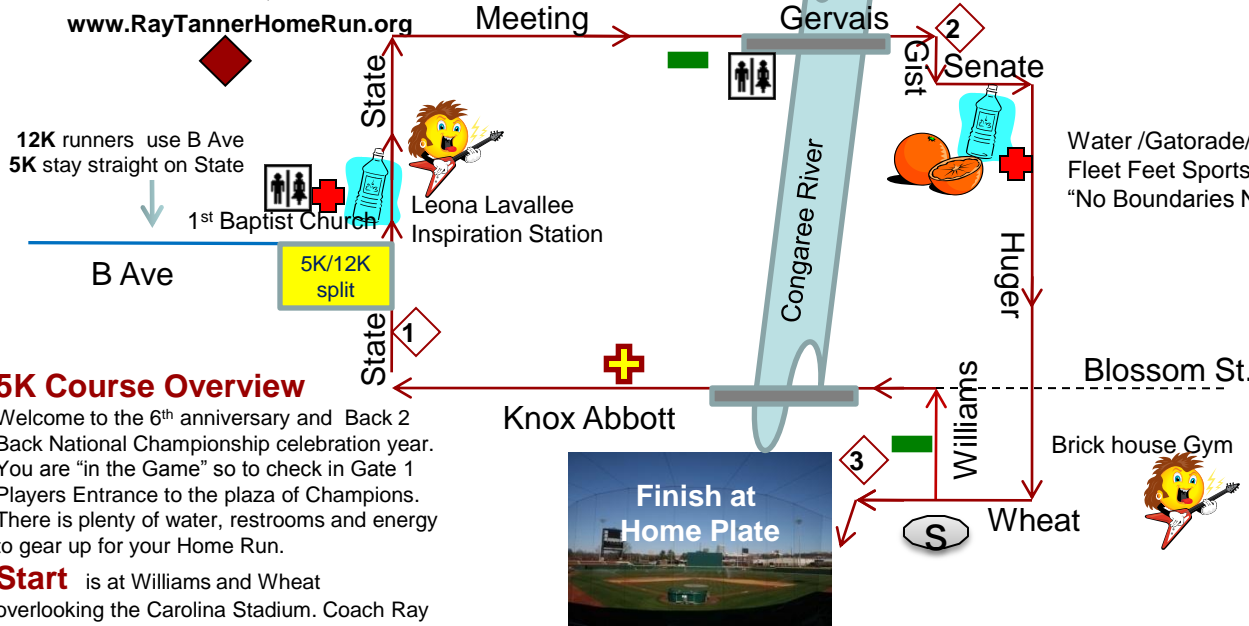 www.RayTannerHomeRun.org
Meeting
Gervais
2
State
Gist
Senate
12K runners use B Ave
5K stay straight on State
Water /Gatorade/
Fleet Feet Sports
“No Boundaries N
1st Baptist Church
Leona Lavallee
Inspiration Station
Congaree River
B Ave
5K/12K
split
Huger
State
1
Blossom St.
5K Course Overview
Knox Abbott
Williams
Welcome to the 6th anniversary and Back 2
Back National Championship celebration year.
You are “in the Game” so to check in Gate 1
Players Entrance to the plaza of Champions.
There is plenty of water, restrooms and energy
to gear up for your Home Run.
Brick house Gym
3
Finish at
Home Plate
Wheat
S
Start is at Williams and Wheat
overlooking the Carolina Stadium. Coach Ray